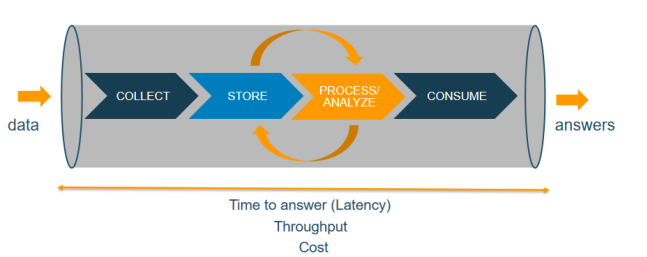 data
COLLECT
STORE
PROCESS/
ANALYZE
CONSUME
answers
Time to answer (Latency)
Throughput
Cost